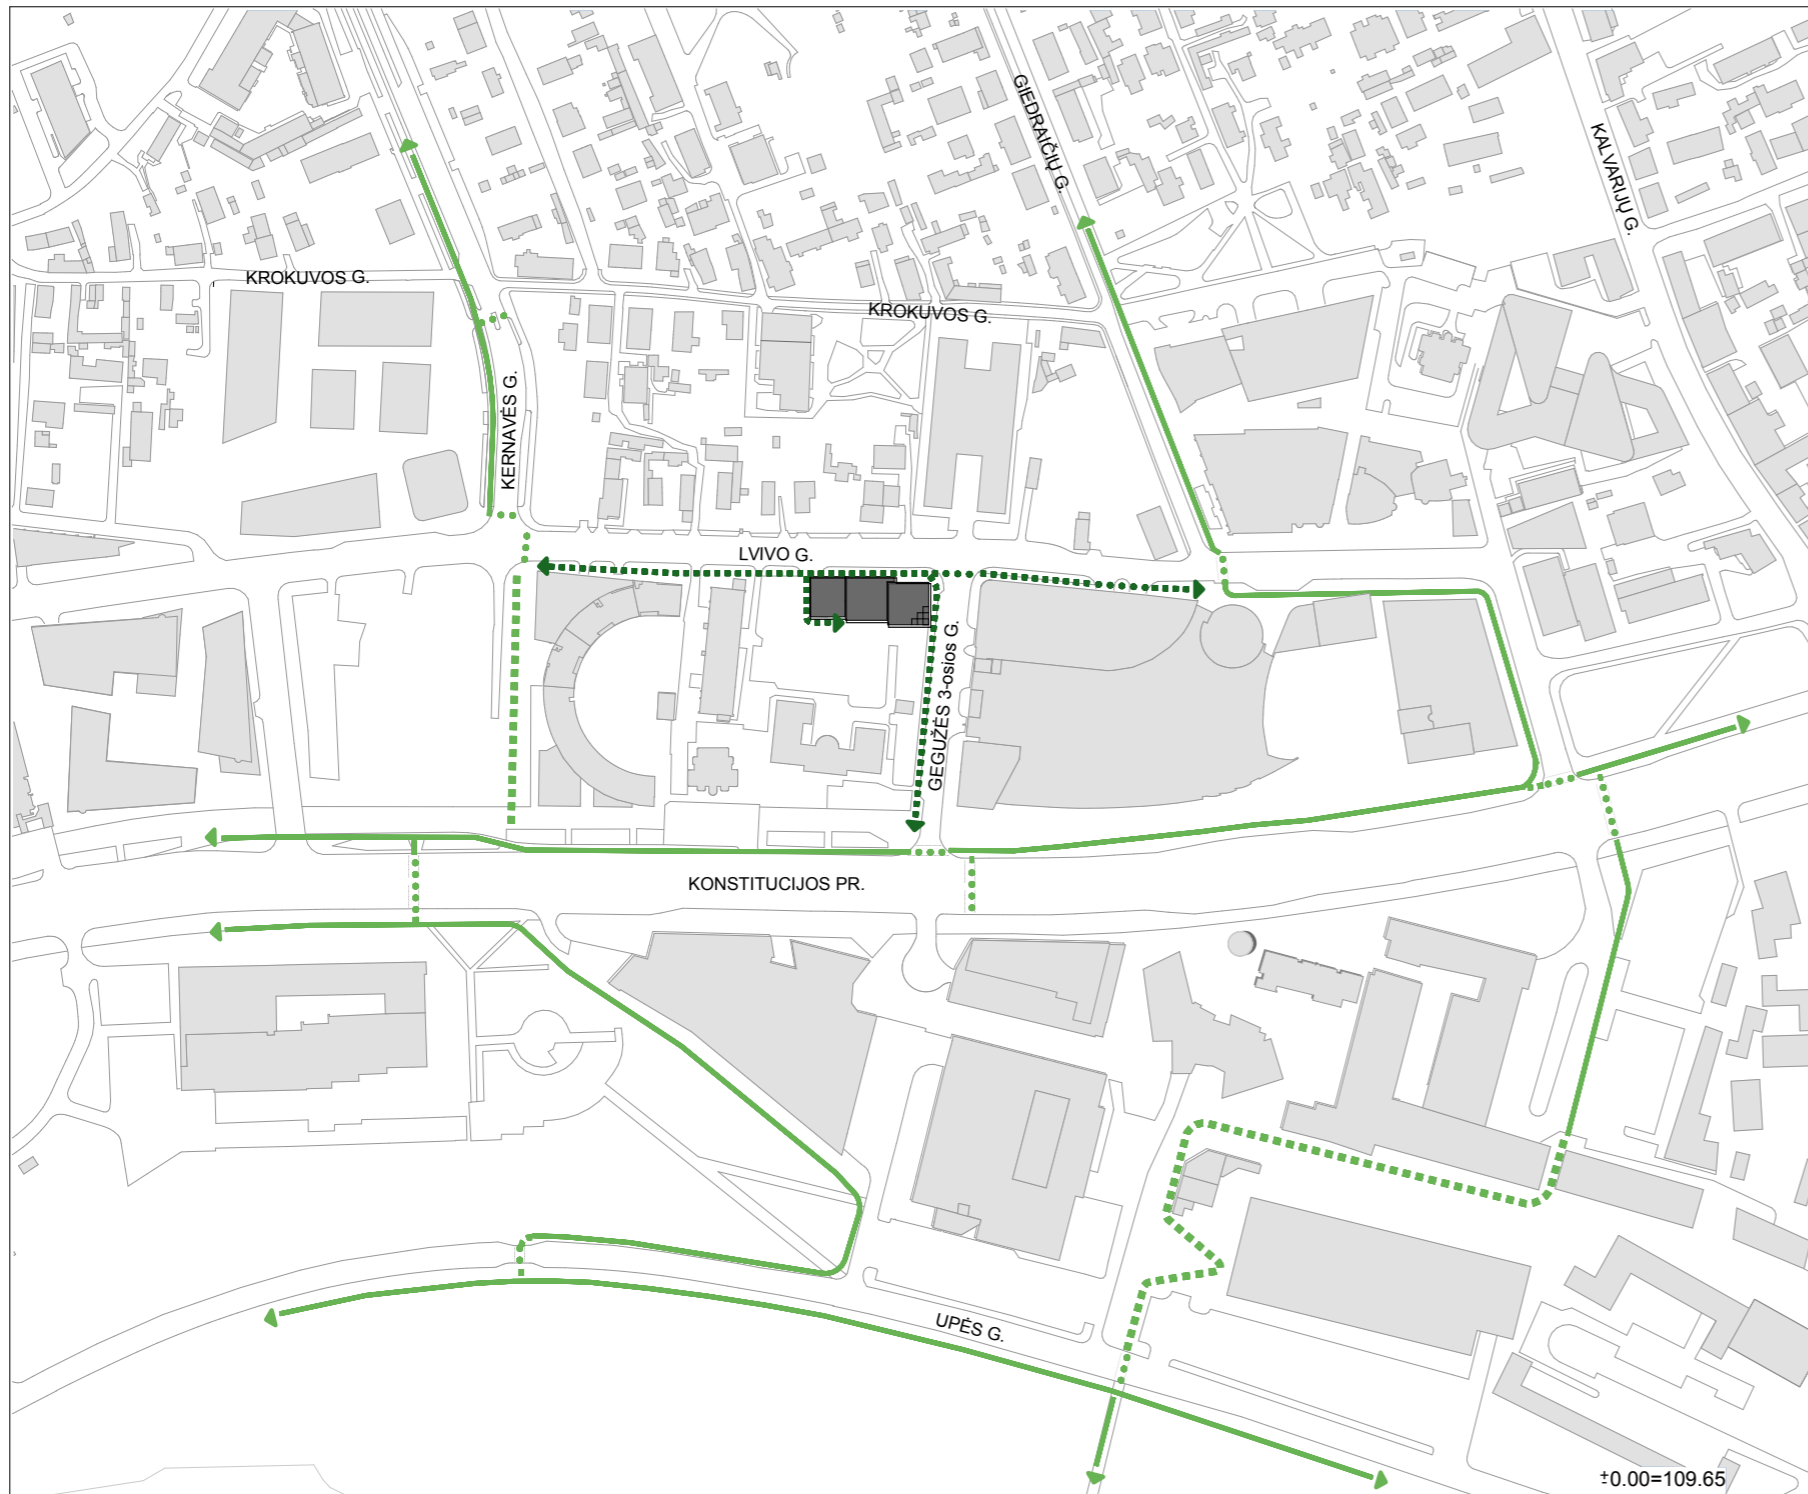 GIEDRAIČIŲ G.
KALVARIJŲ G.
KROKUVOS G.
KROKUVOS G.
KERNAVĖS G.
LVIVO G.
GEGUŽĖS 3-osios G.
KONSTITUCIJOS PR.
UPĖS G.
±0.00=109.65